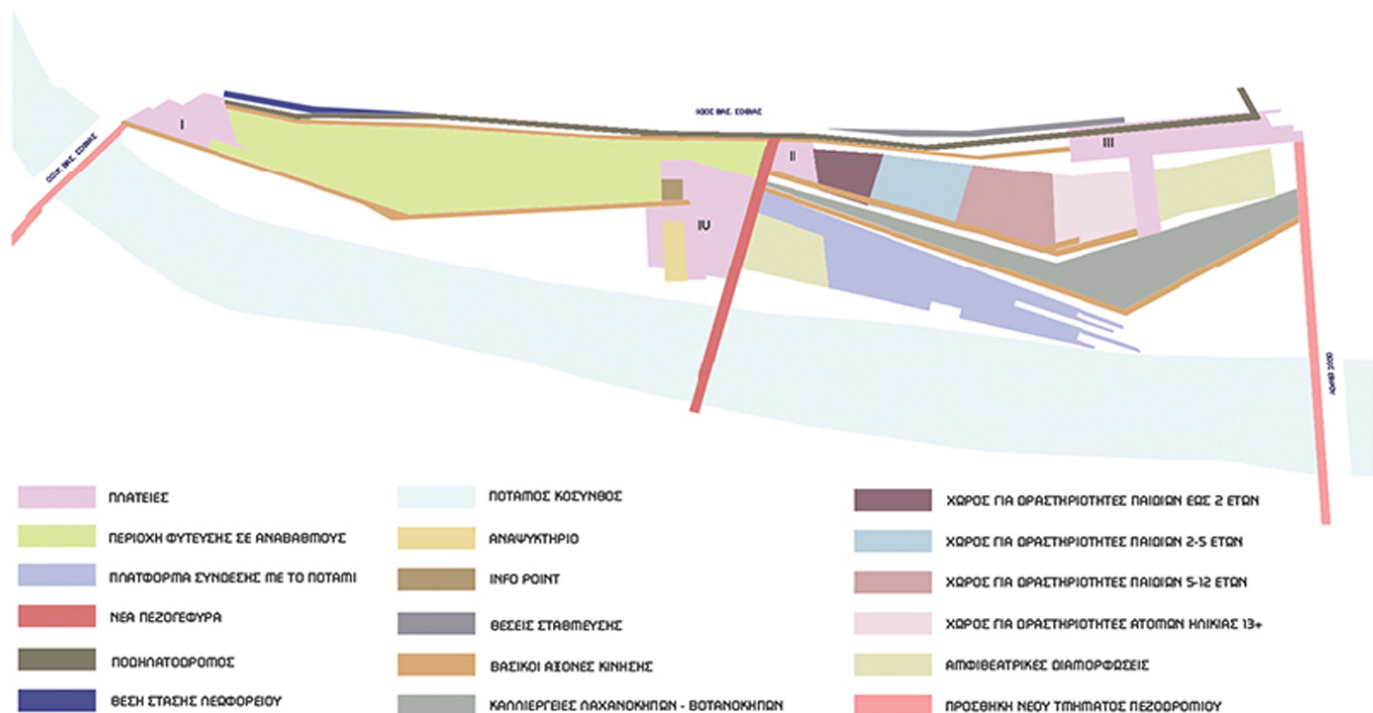 ΟΔΟΣ ΒΑΣ. ΣΟΦΙΑΣ
I
II
III
IV
ΠΛΑΤΕΙΕΣ
ΠΕΡΙΟΧΗ ΦΥΤΕΥΣΗΣ ΣΕ ΑΝΑΒΑΘΜΟΥΣ
ΠΛΑΤΦΟΡΜΑ ΣΥΝΔΕΣΗΣ ΜΕ ΤΟ ΠΟΤΑΜΙ
ΝΕΑ ΠΕΖΟΓΕΦΥΡΑ
ΠΟΔΗΛΑΤΟΔΡΟΜΟΣ
ΘΕΣΗ ΣΤΑΣΗΣ ΛΕΩΦΟΡΕΙΟΥ
ΠΟΤΑΜΟΣ ΚΟΣΥΝΘΟΣ
ΑΝΑΨΥΚΤΗΡΙΟ
INFO POINT
ΘΕΣΕΙΣ ΣΤΑΘΜΕΥΣΗΣ
ΒΑΣΙΚΟΙ ΑΞΟΝΕΣ ΚΙΝΗΣΗΣ
ΚΑΛΛΙΕΡΓΕΙΕΣ ΛΑΧΑΝΟΚΗΠΩΝ - ΒΟΤΑΝΟΚΗΠΩΝ
ΧΩΡΟΣ ΓΙΑ ΔΡΑΣΤΗΡΙΟΤΗΤΕΣ ΠΑΙΔΙΩΝ ΕΩΣ 2 ΕΤΩΝ
ΧΩΡΟΣ ΓΙΑ ΔΡΑΣΤΗΡΙΟΤΗΤΕΣ ΠΑΙΔΙΩΝ 2-5 ΕΤΩΝ
ΧΩΡΟΣ ΓΙΑ ΔΡΑΣΤΗΡΙΟΤΗΤΕΣ ΠΑΙΔΙΩΝ 5-12 ΕΤΩΝ
ΧΩΡΟΣ ΓΙΑ ΔΡΑΣΤΗΡΙΟΤΗΤΕΣ ΑΤΟΜΩΝ ΗΛΙΚΙΑΣ 13+
ΑΜΦΙΘΕΑΤΡΙΚΕΣ ΔΙΑΜΟΡΦΩΣΕΙΣ
ΠΡΟΣΘΗΚΗ ΝΕΟΥ ΤΜΗΜΑΤΟΣ ΠΕΖΟΔΡΟΜΙΟΥ